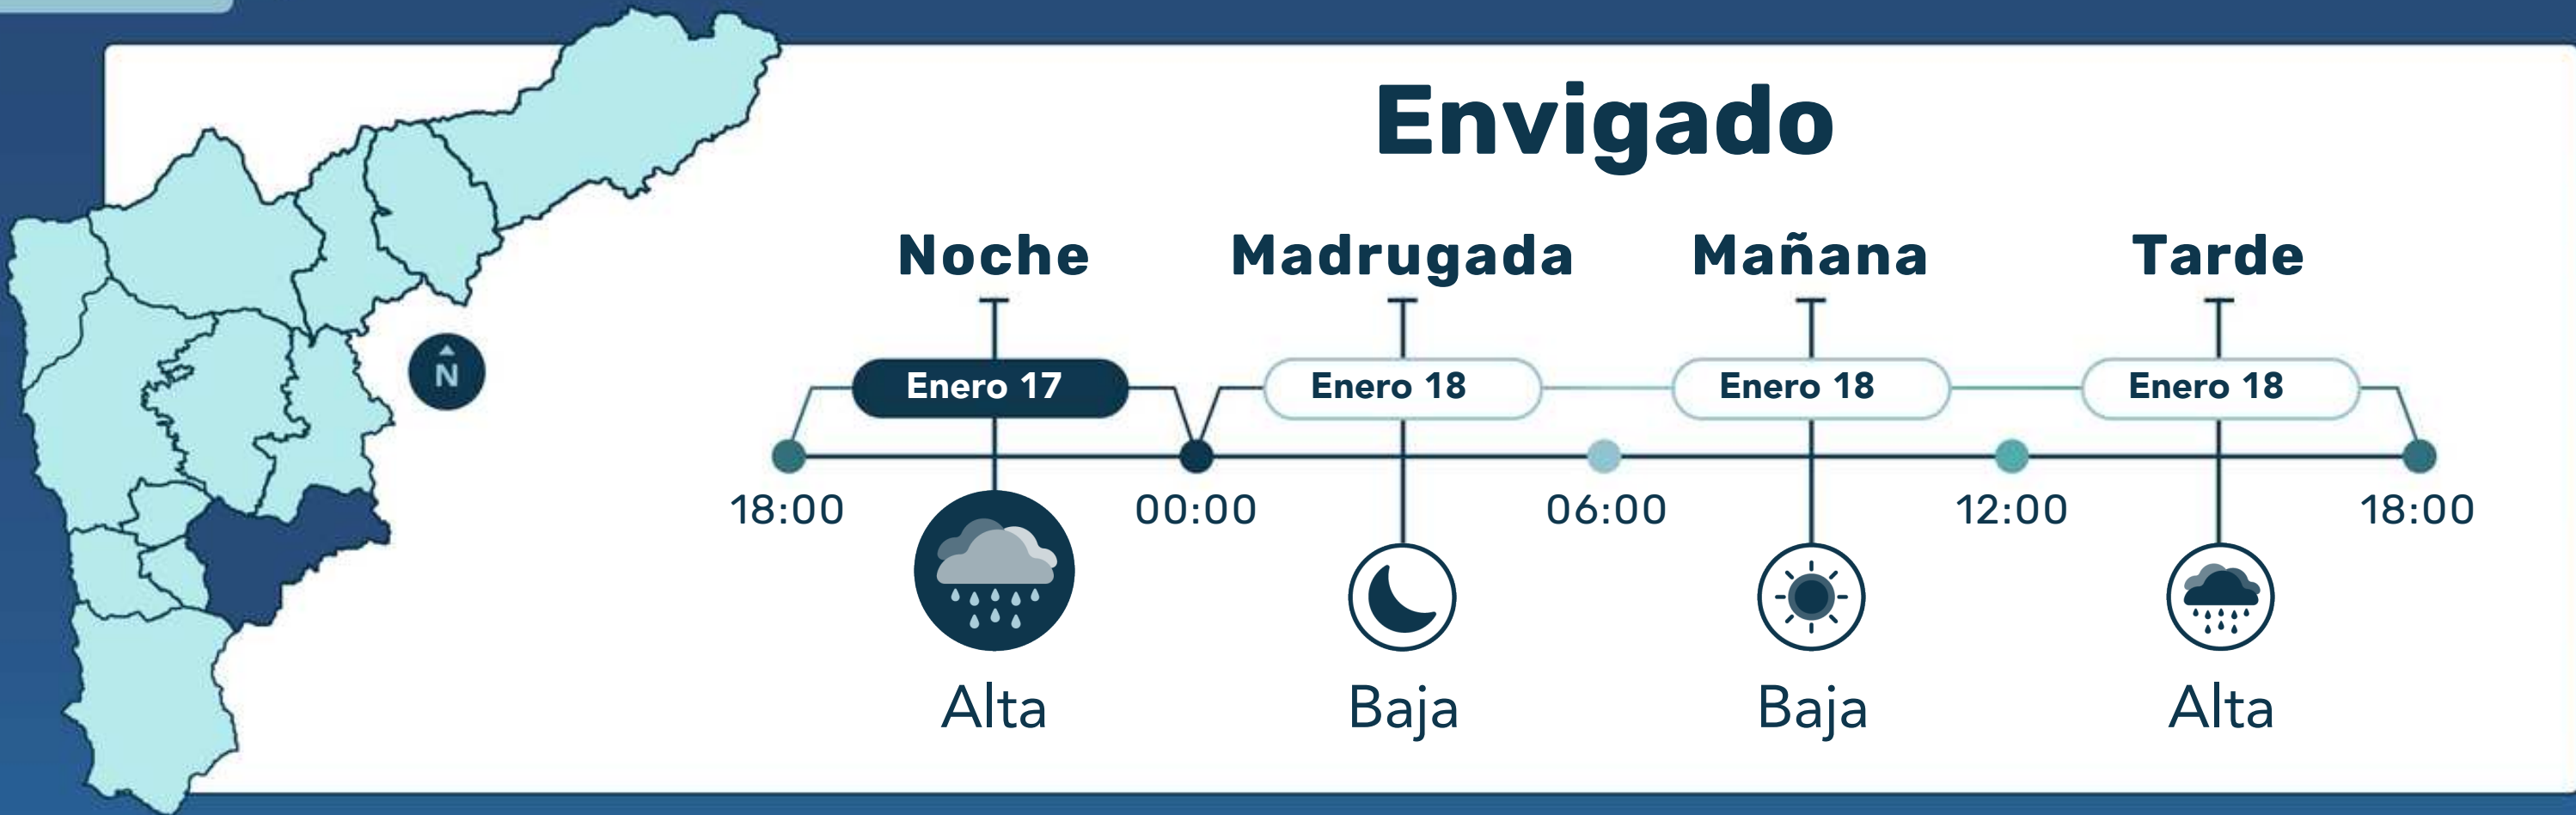 Envigado
Noche Madrugada Mañana Tarde
N
Enero 17 Enero 18 Enero 18 Enero 18
18:00 00:00 06:00 12:00 18:00
Alta Baja Baja Alta